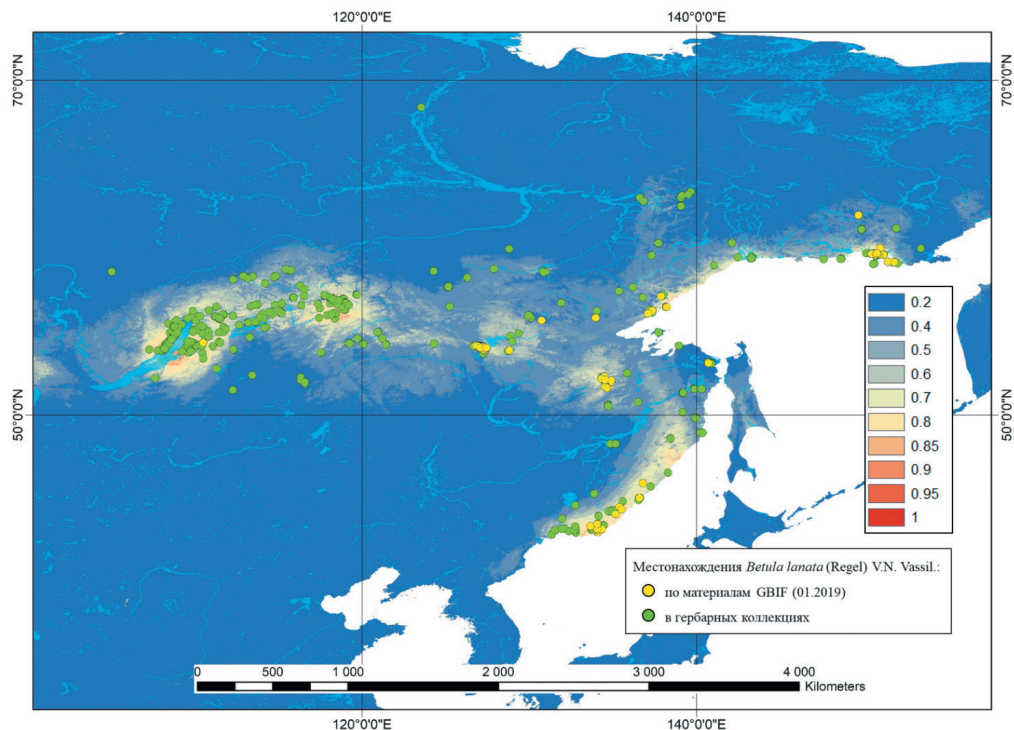 120°0'0"E 140°0'0"E
70°0'0"N 70°0'0"N
50°0'0"N 50°0'0"N
0.2
0.4
0.5
0.6
0.7
0.8
0.85
0.9
0.95
1
Местонахождения Betula lanata (Regel) V.N. Vassil.:
по материалам GBIF (01.2019)
в гербарных коллекциях
0 500 1 000 2 000 3 000 4 000
Kilometers
120°0'0"E 140°0'0"E